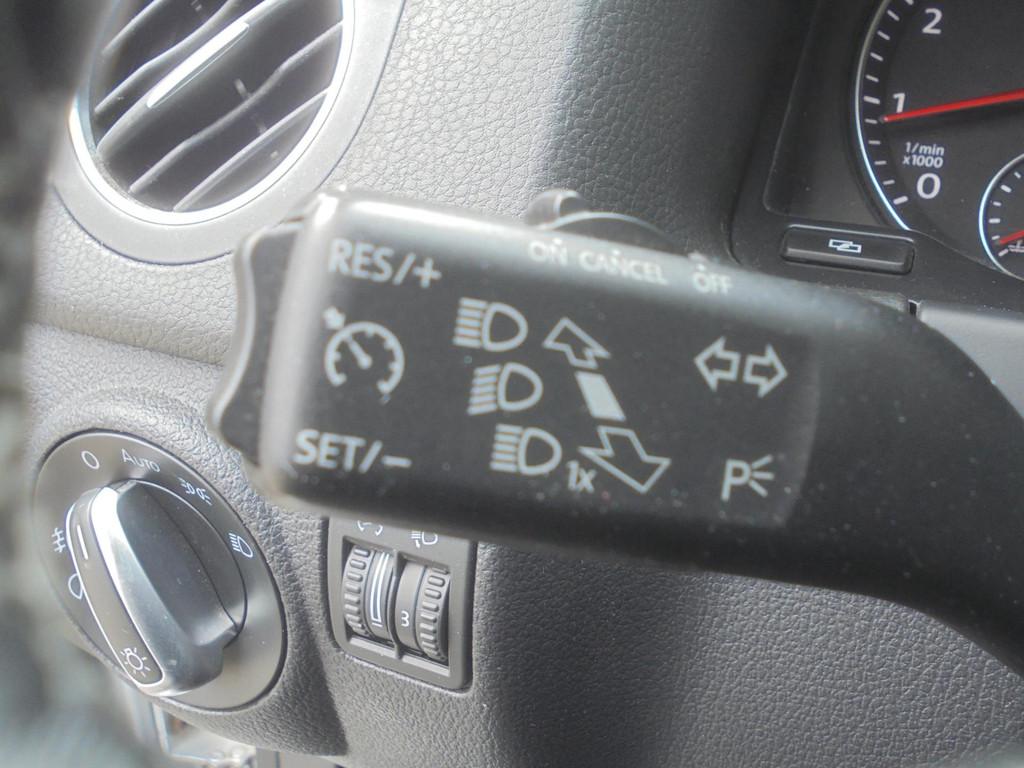 2
1
1/min
x1000
0
RES/+
ON CANCEL OFF
SET/-
1x
P
O Auto
3